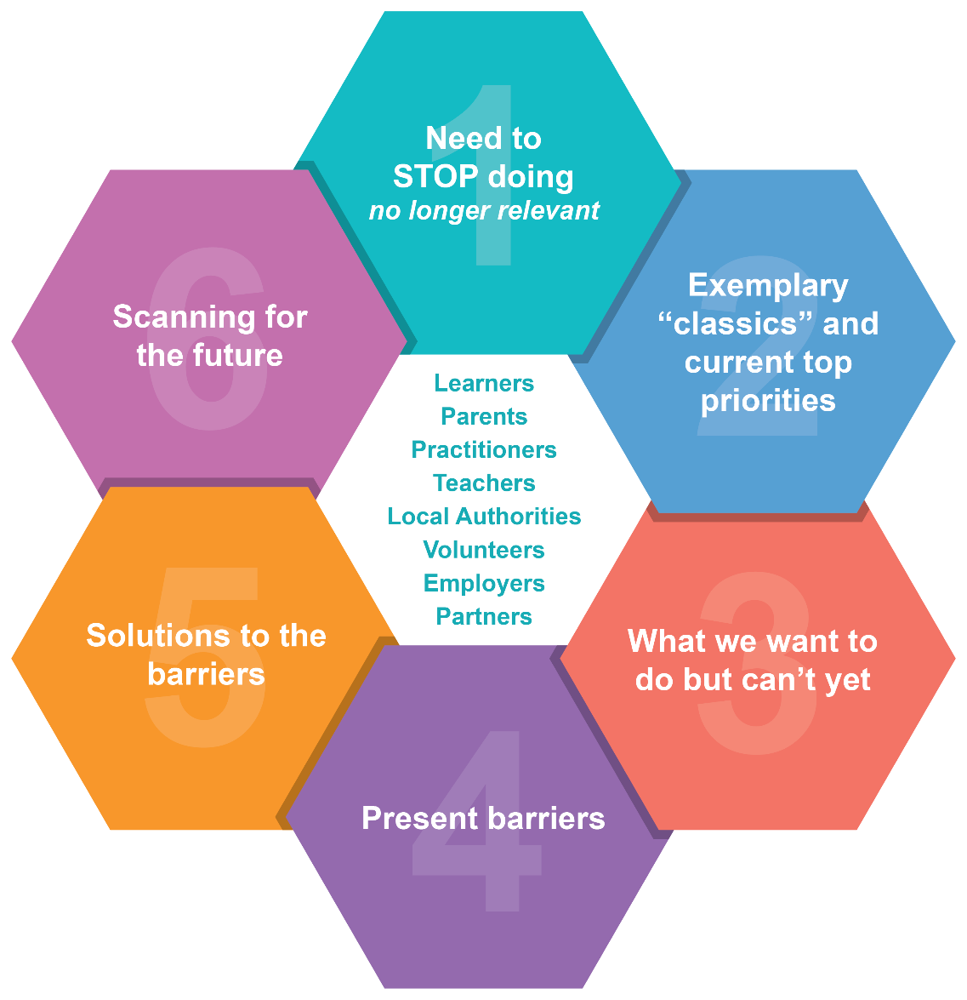 1
Need to
STOP doing
no longer relevant
2
Exemplary
“classics” and
current top
priorities
3
What we want to
do but can’t yet
4
Present barriers
5
Solutions to the
barriers
6
Scanning for
the future
Learners
Parents
Practitioners
Teachers
Local Authorities
Volunteers
Employers
Partners